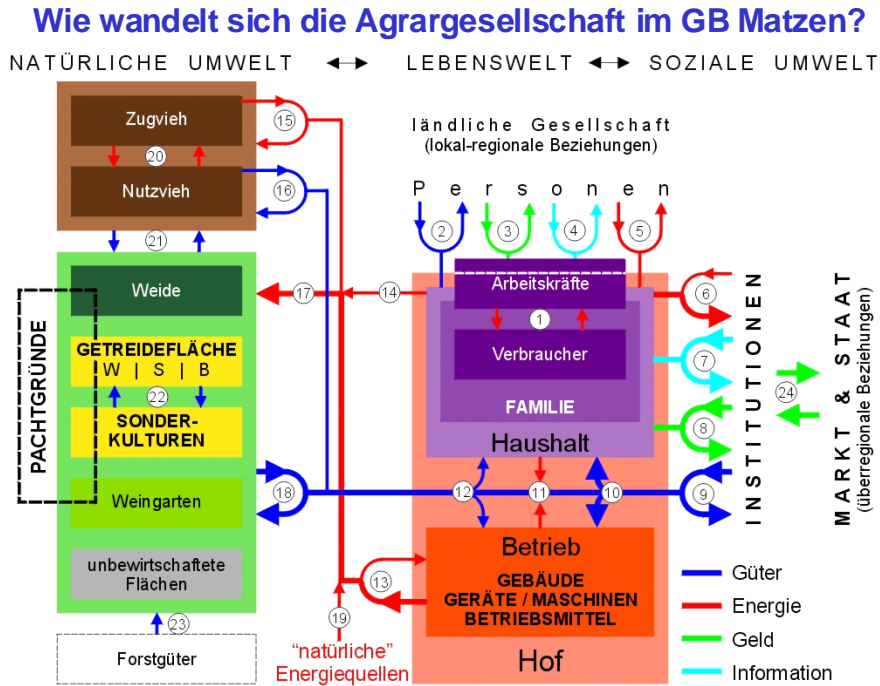 Wie wandelt sich die Agrargesellschaft im GB Matzen?
NATÜRLICHE UMWELT
LEBENSWELT
SOZIALE UMWELT
Zugvieh
15
20
Nutzvieh
16
21
ländliche Gesellschaft
(lokal-regionale Beziehungen)
Personen
2
3
4
5
Weide
17
14
Arbeitskräfte
6
1
Verbraucher
7
PACHTGRÜNDE
GETREIDEFLÄCHE
W | S | B
22
SONDER-
KULTUREN
FAMILIE
8
24
Haushalt
INSTITUTIONEN
MARKT & STAAT
(überregionale Beziehungen)
Weingarten
18
12
11
10
9
unbewirtschaftete
Flächen
Betrieb
GEBÄUDE
GERÄTE / MASCHINEN
BETRIEBSMITTEL
13
19
23
Forstgüter
"natürliche"
Energiequellen
Hof
Güter
Energie
Geld
Information